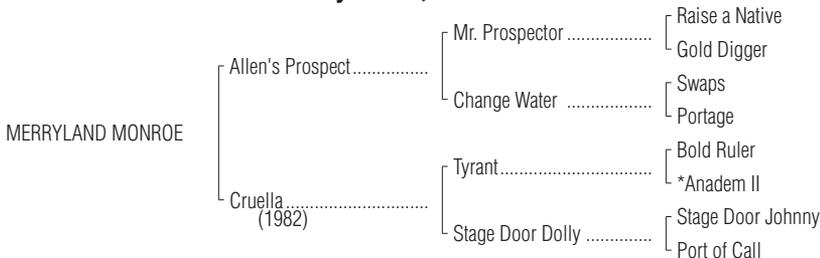 Raise a Native
Mr. Prospector ..................
Gold Digger
Allen's Prospect................
Swaps
Change Water ..................
Portage
MERRYLAND MONROE
Bold Ruler
Tyrant................................
*Anadem II
Cruella..............................
(1982)
Stage Door Johnny
Stage Door Dolly ..............
Port of Call